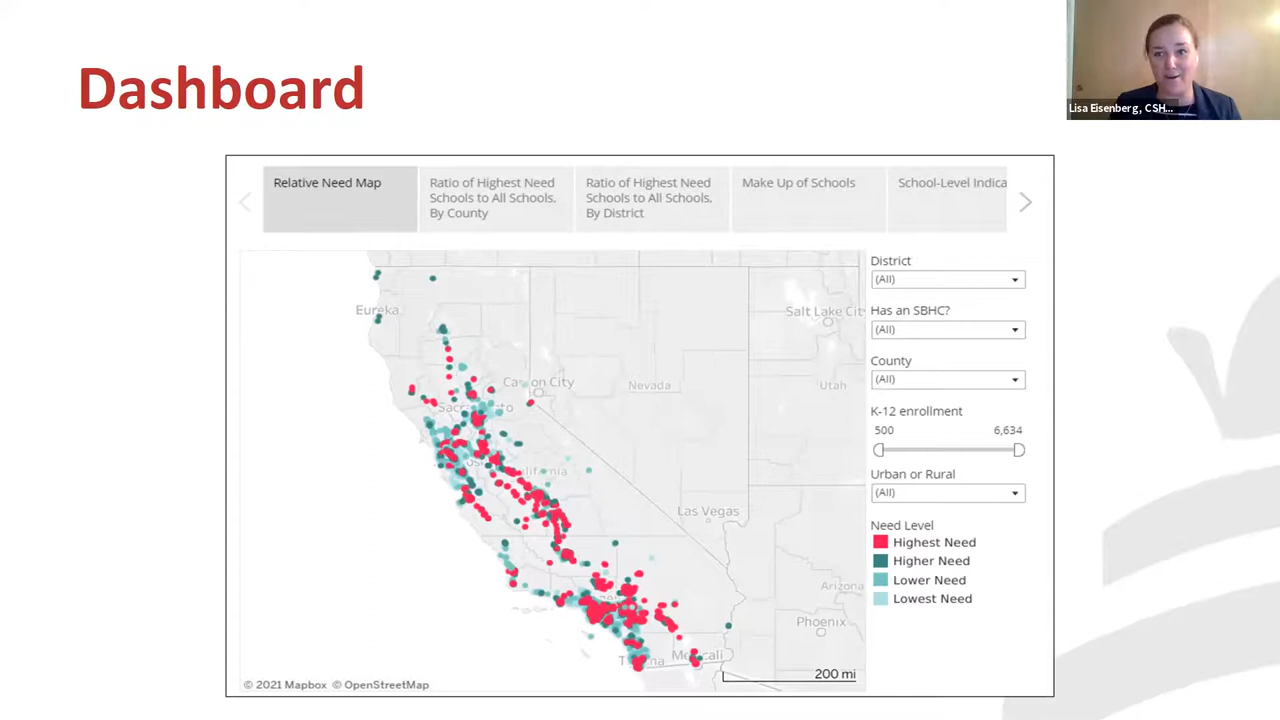 Dashboard
Lisa Eisenberg, CSH...
Relative Need Map
Ratio of Highest Need
Schools to All Schools,
By County
Ratio of Highest Need
Schools to All Schools,
By District
Make Up of Schools
School-Level Indica
District
(All)
Has an SBHC?
(All)
County
(All)
K-12 enrollment
500
6,634
Urban or Rural
(All)
Need Level
Highest Need
Higher Need
Lower Need
Lowest Need
Eureka
Salt Lake City
Carson City
Nevada
Utah
Las Vegas
Arizona
Phoenix
200 mi
© 2021 Mapbox © OpenStreetMap